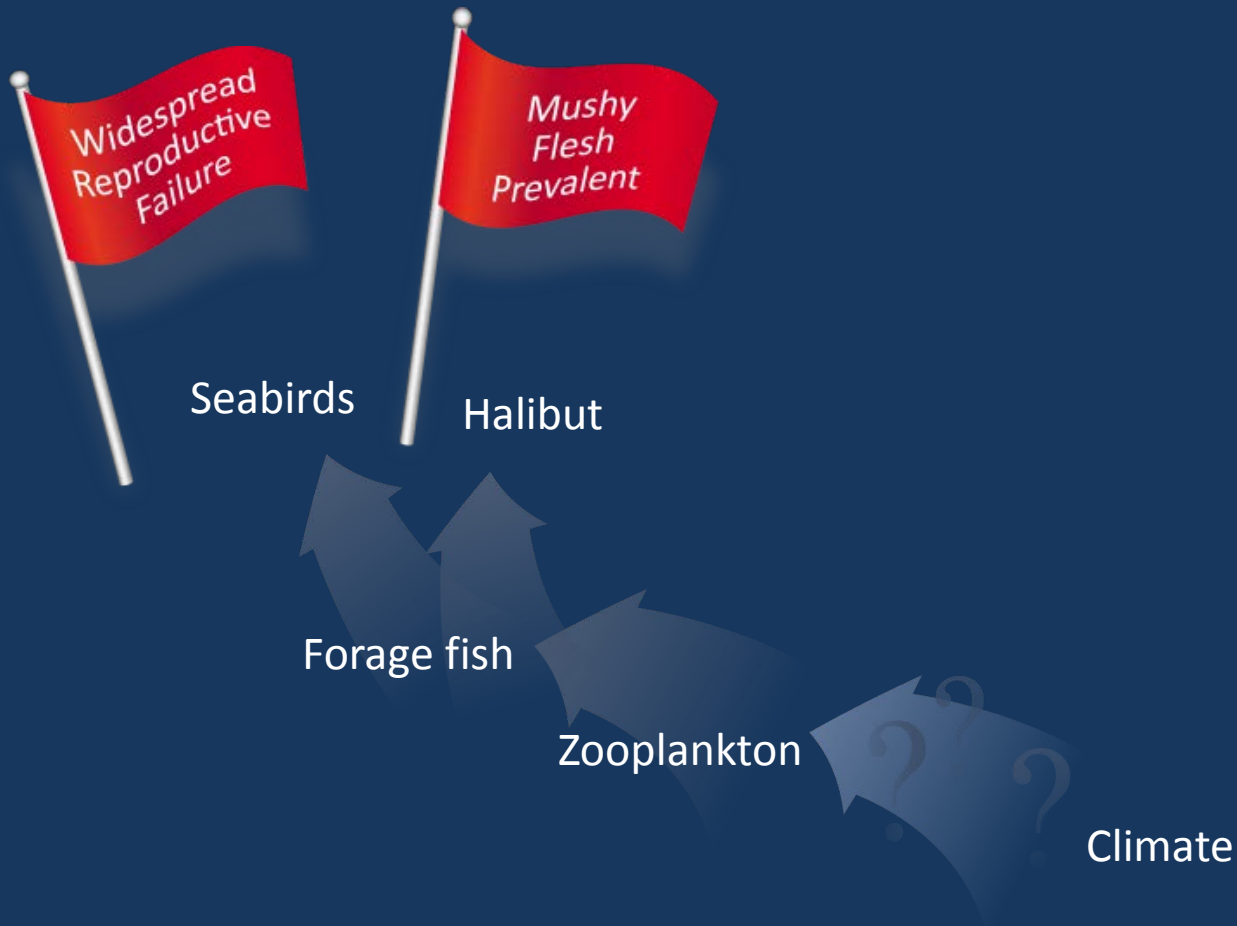 Widespread
Reproductive
Failure
Mushy
Flesh
Prevalent
Seabirds
Halibut
Forage fish
Zooplankton
? ? ?
Climate